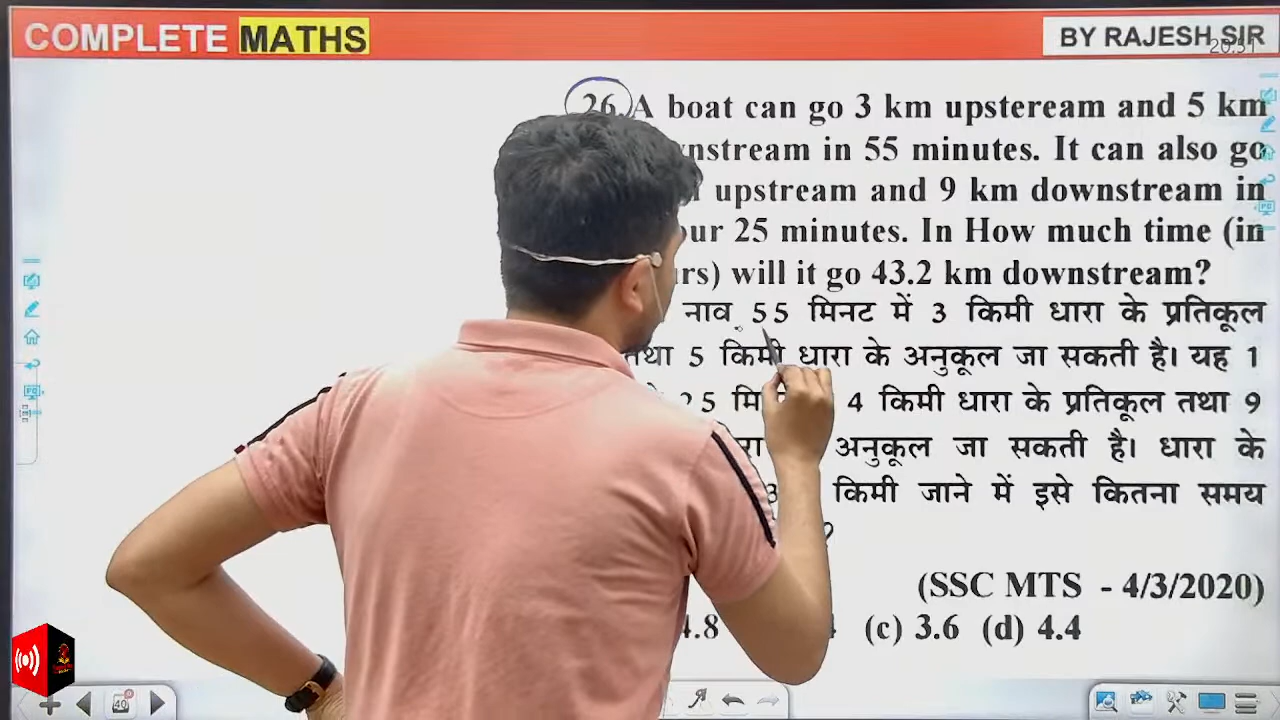 COMPLETE MATHS
BY RAJESH SIR
20:51
26. A boat can go 3 km upsteream and 5 km
in 55 minutes. It can also go
upstream and 9 km downstream in
25 minutes. In How much time (in
will it go 43.2 km downstream?
नाव 55 मिनट में 3 किमी धारा के प्रतिकूल
तथा 5 किमी धारा के अनुकूल जा सकती है। यह 1
25 4 किमी धारा के प्रतिकूल तथा 9
अनुकूल जा सकती है। धारा के
किमी जाने में इसे कितना समय
(SSC MTS - 4/3/2020)
4.8 (c) 3.6 (d) 4.4
40